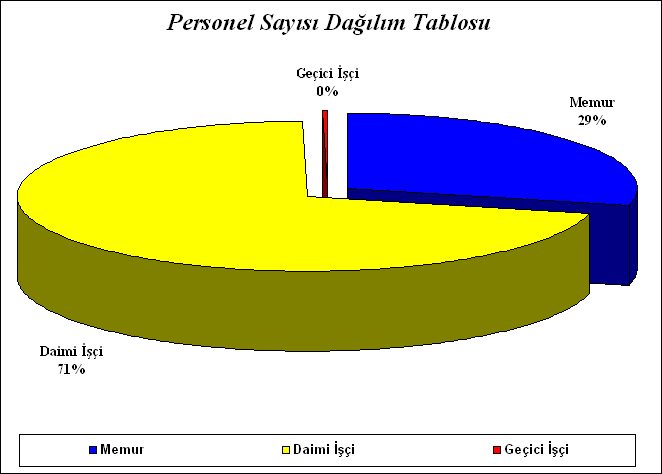 Personel Sayısı Dağılım Tablosu
Geçici İşçi
0%
Memur
29%
Daimi İşçi
71%
Memur
Daimi İşçi
Geçici İşçi